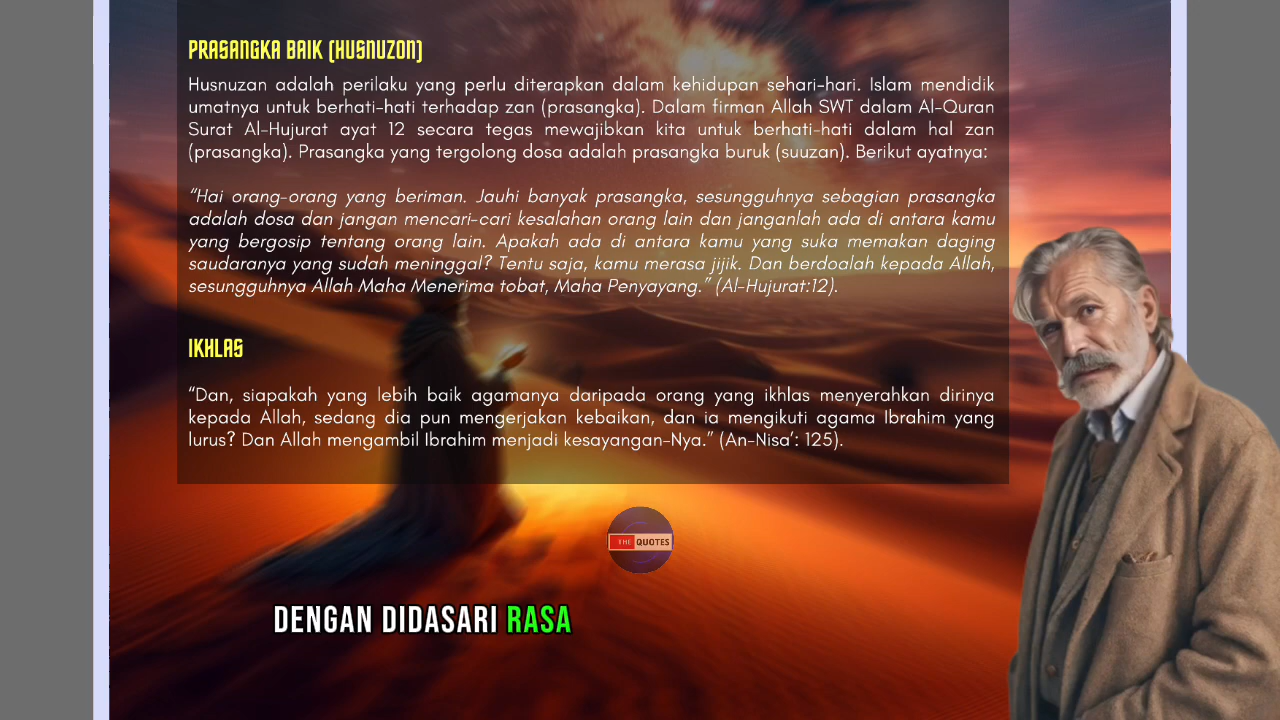 PRASANGKA BAIK (HUSNUZON)
Husnuzan adalah perilaku yang perlu diterapkan dalam kehidupan sehari-hari. Islam mendidik
umatnya untuk berhati-hati terhadap zan (prasangka). Dalam firman Allah SWT dalam Al-Quran
Surat Al-Hujurat ayat 12 secara tegas mewajibkan kita untuk berhati-hati dalam hal zan
(prasangka). Prasangka yang tergolong dosa adalah prasangka buruk (suuzan). Berikut ayatnya:
“Hai orang-orang yang beriman. Jauhi banyak prasangka, sesungguhnya sebagian prasangka
adalah dosa dan jangan mencari-cari kesalahan orang lain dan janganlah ada di antara kamu
yang bergosip tentang orang lain. Apakah ada di antara kamu yang suka memakan daging
saudaranya yang sudah meninggal? Tentu saja, kamu merasa jijik. Dan berdoalah kepada Allah,
sesungguhnya Allah Maha Menerima tobat, Maha Penyayang.” (Al-Hujurat:12).
IKHLAS
“Dan, siapakah yang lebih baik agamanya daripada orang yang ikhlas menyerahkan dirinya
kepada Allah, sedang dia pun mengerjakan kebaikan, dan ia mengikuti agama Ibrahim yang
lurus? Dan Allah mengambil Ibrahim menjadi kesayangan-Nya.” (An-Nisa’: 125).
THE QUOTES
DENGAN DIDASARI RASA